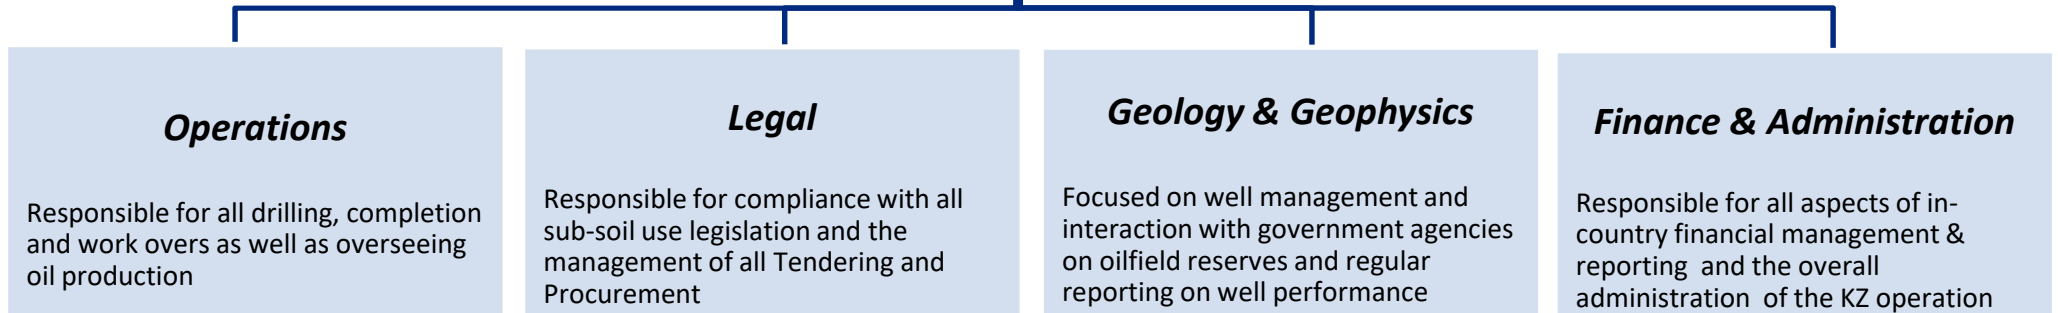 Operations
Responsible for all drilling, completion
and work overs as well as overseeing
oil production
Legal
Responsible for compliance with all
sub-soil use legislation and the
management of all Tendering and
Procurement
Geology & Geophysics
Focused on well management and
interaction with government agencies
on oilfield reserves and regular
reporting on well performance
Finance & Administration
Responsible for all aspects of in-
country financial management &
reporting  and the overall
administration  of the KZ operation